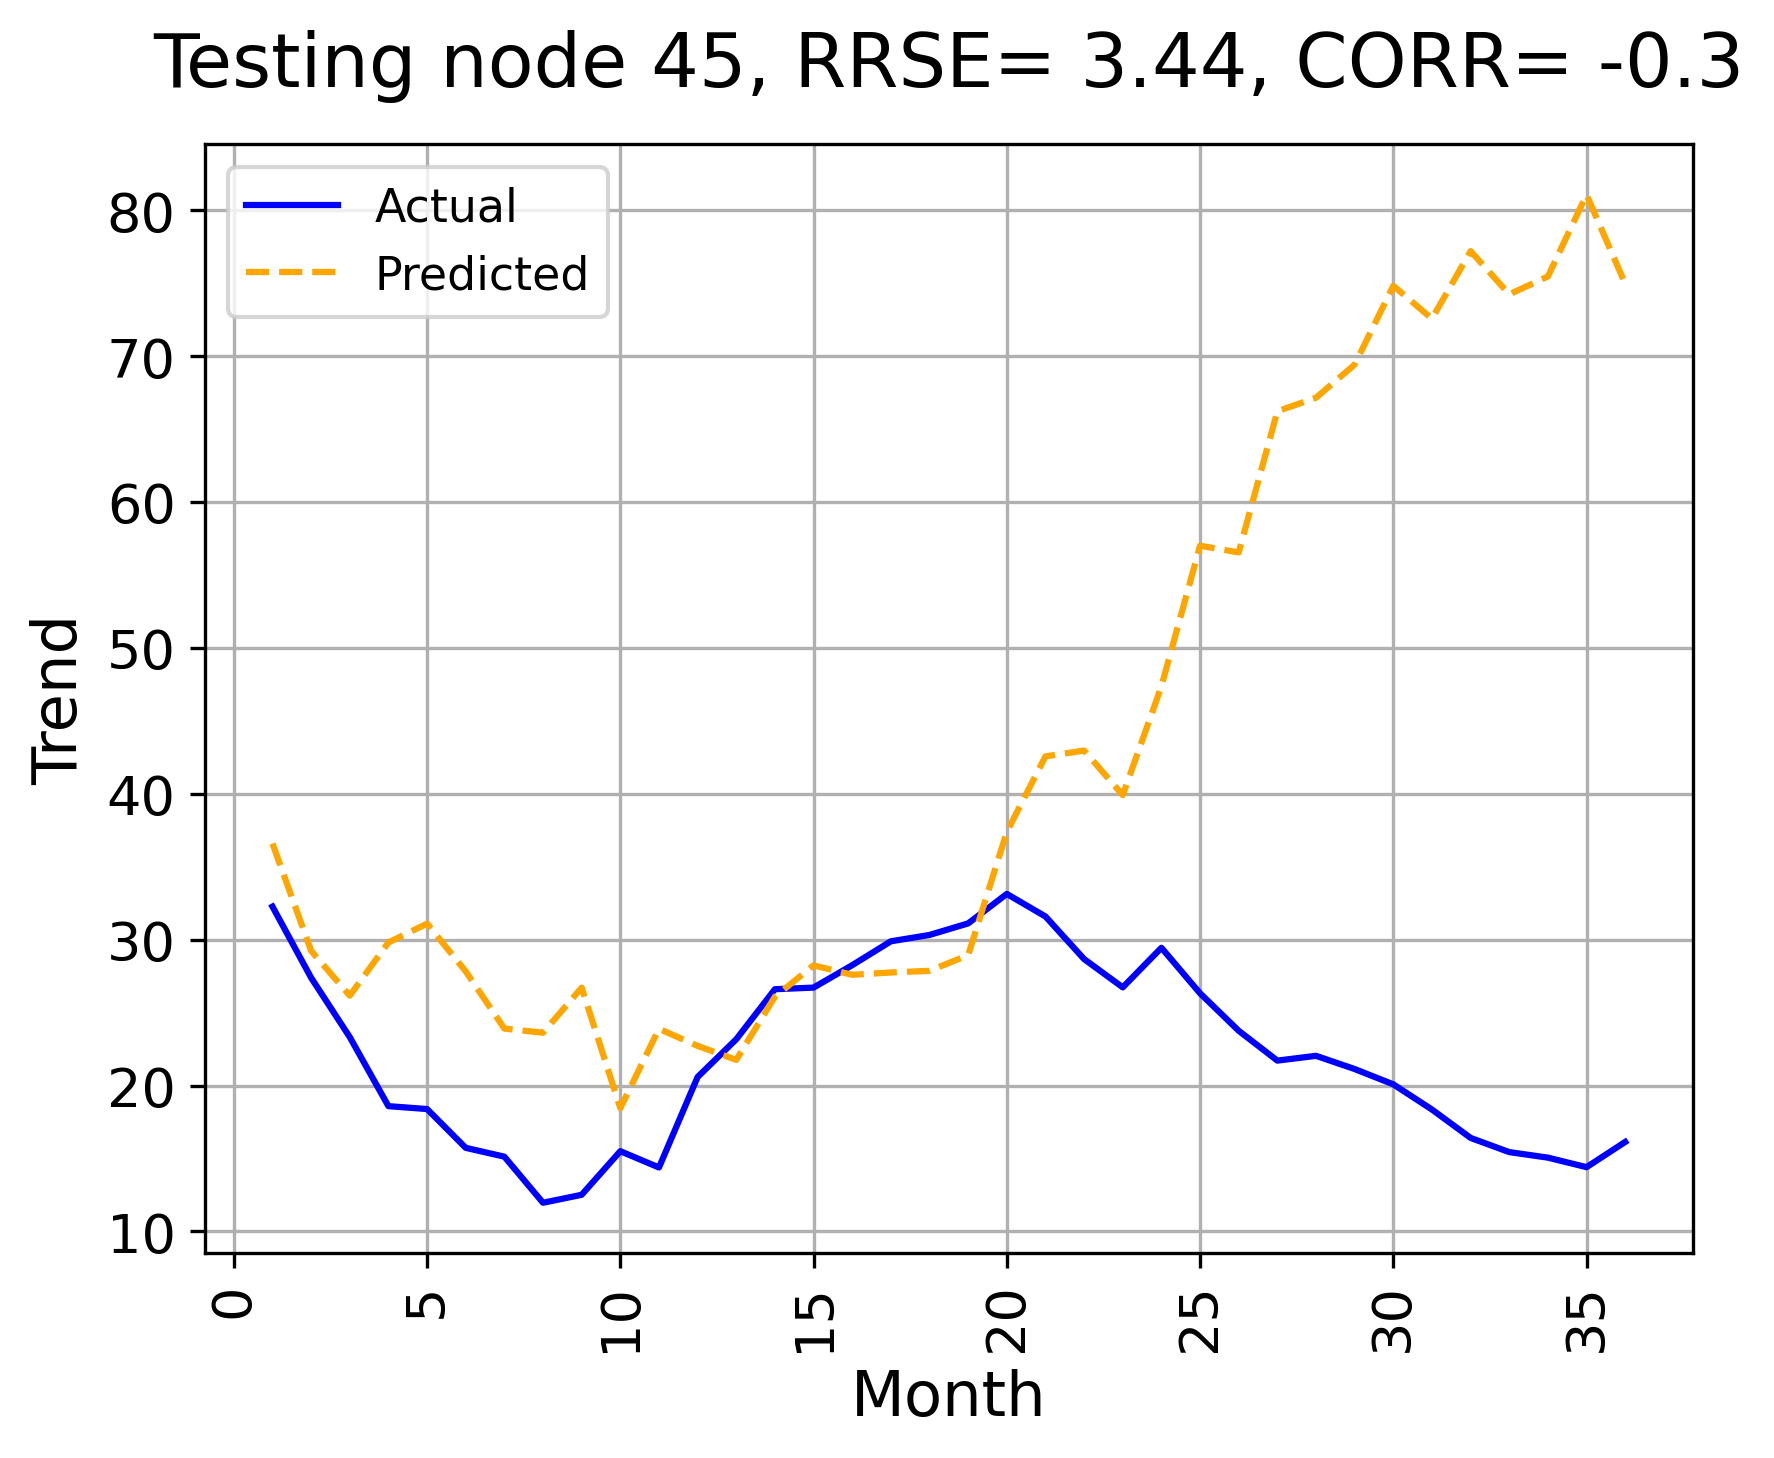 Testing node 45, RRSE= 3.44, CORR= -0.3
Actual
Predicted
80
70
60
50
40
30
20
10
Trend
0 5 10 15 20 25 30 35
Month